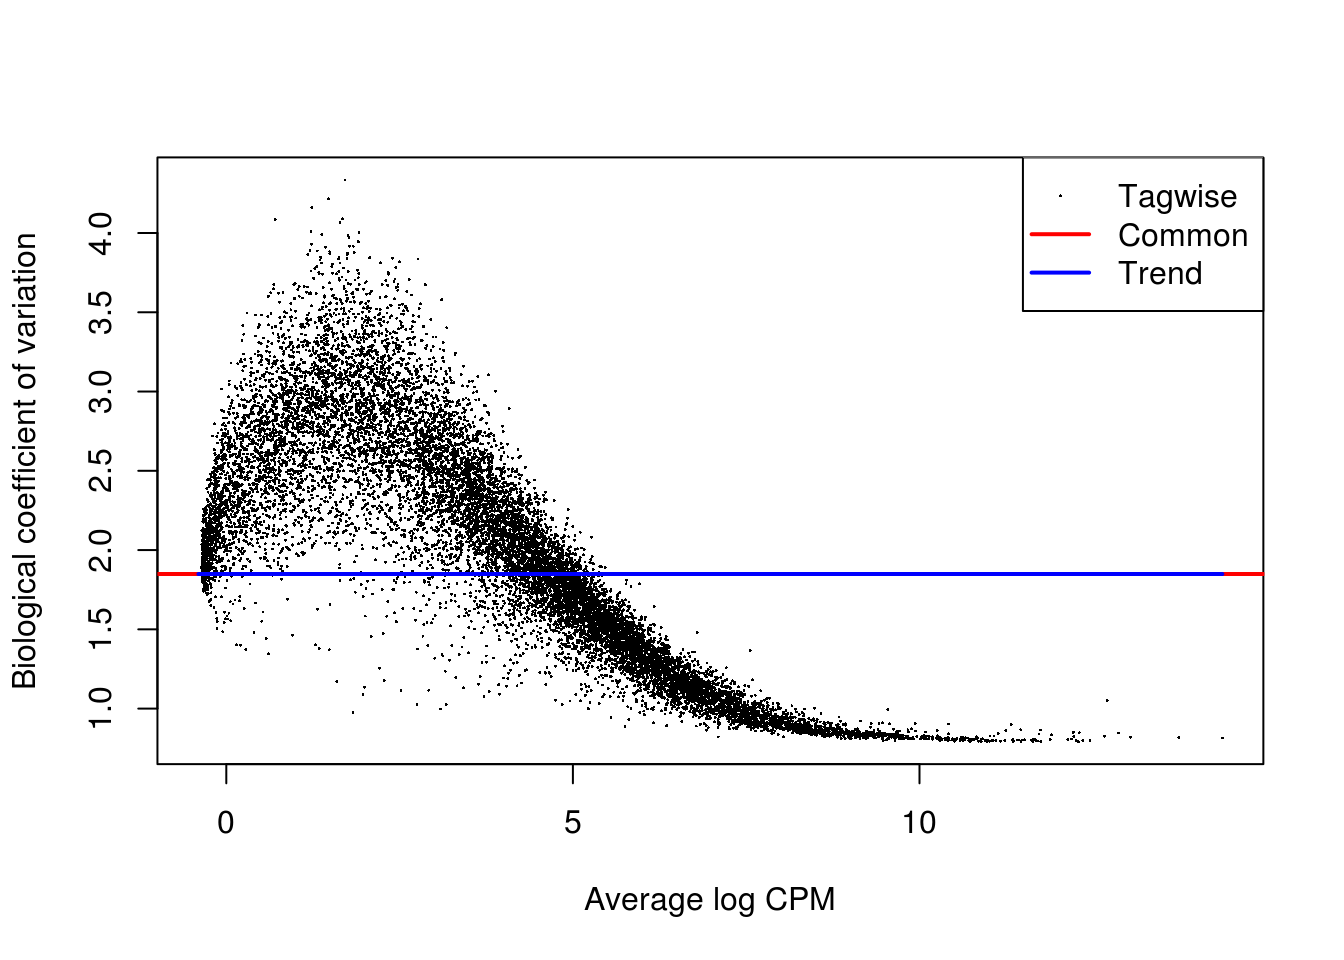 Tagwise
Common
Trend
Biological coefficient of variation
4.0
3.5
3.0
2.5
2.0
1.5
1.0
0 5 10
Average log CPM